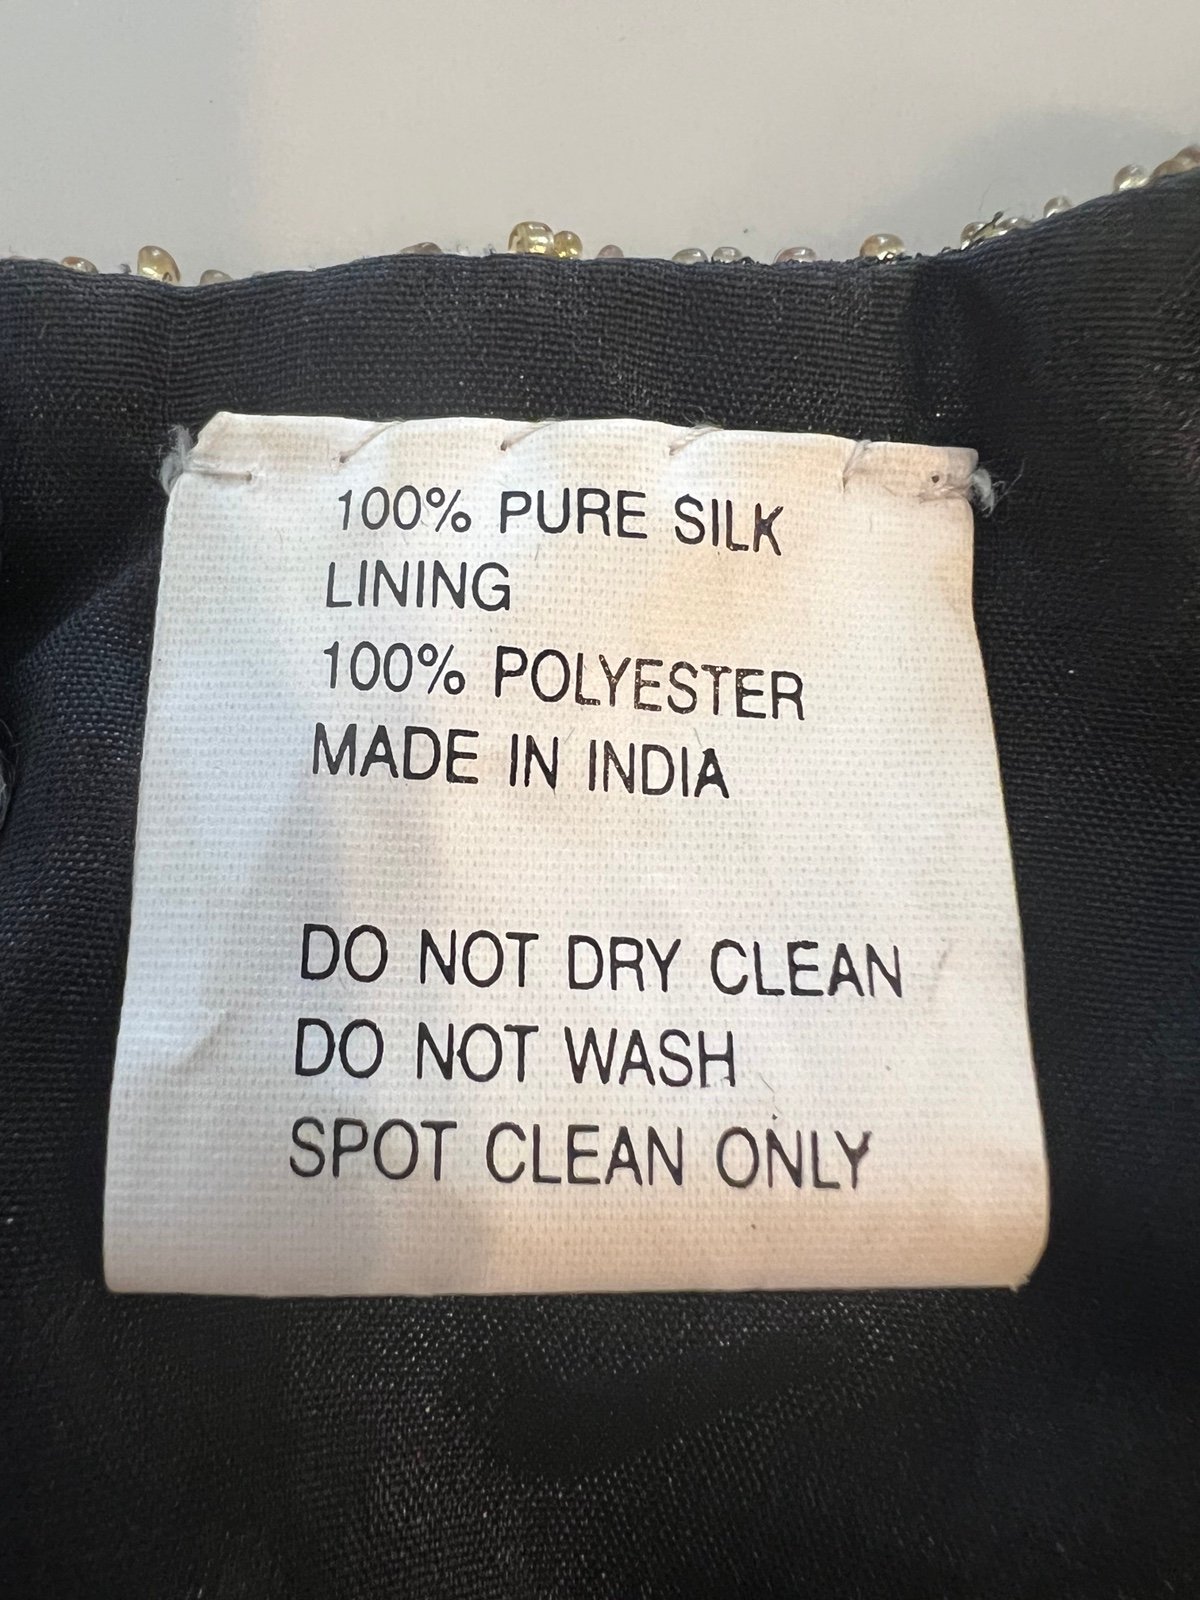 100% PURE SILK
LINING
100% POLYESTER
MADE IN INDIA
DO NOT DRY CLEAN
DO NOT WASH
SPOT CLEAN ONLY